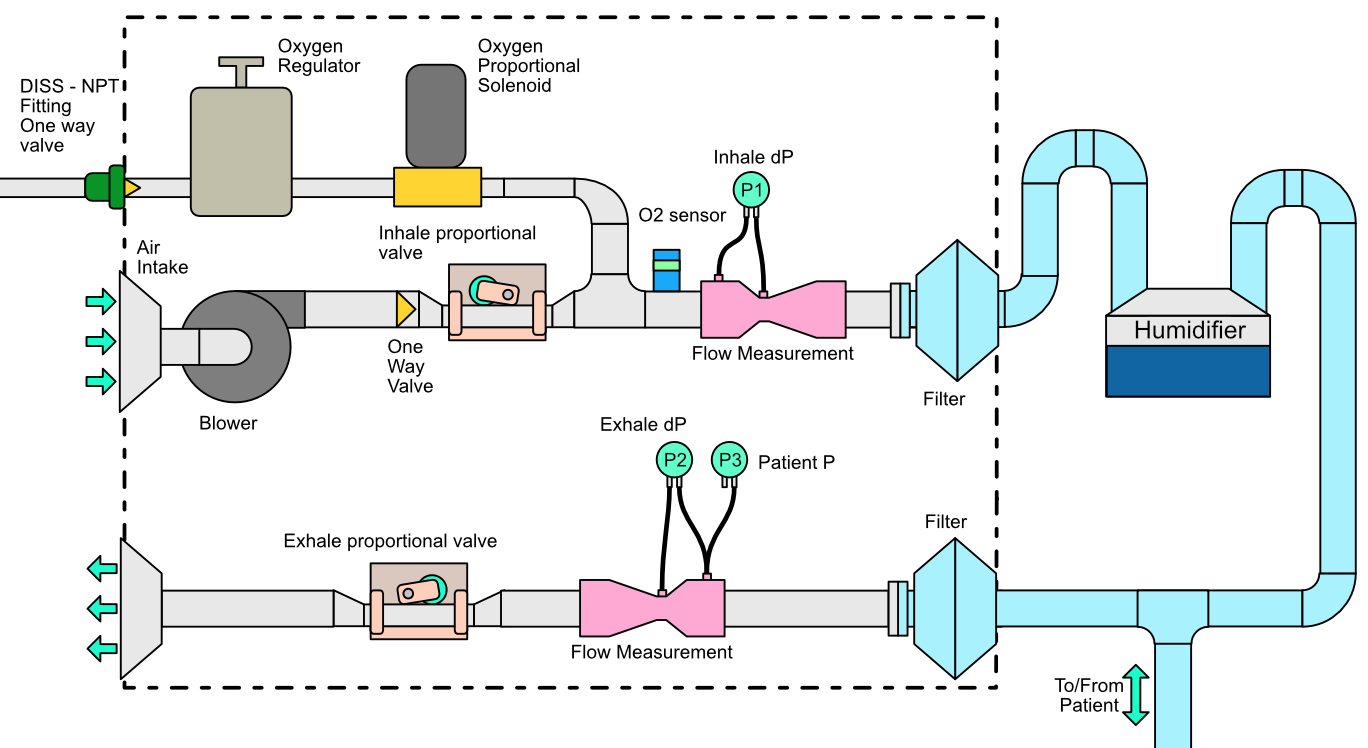 Oxygen
Regulator
Oxygen
Proportional
Solenoid
DISS - NPT
Fitting
One way
valve
Inhale dP
P1
O2 sensor
Inhale proportional
valve
Air
Intake
One
Way
Valve
Flow Measurement
Humidifier
Filter
Blower
Exhale dP
P2
P3
Patient P
Filter
Exhale proportional valve
Flow Measurement
To/From
Patient